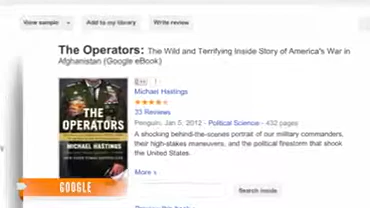 View sample
Add to my library
Write review
The Operators: The Wild and Terrifying Inside Story of America's War in
Afghanistan (Google eBook)
Michael Hastings
33 Reviews
Penguin, Jan 5, 2012 - Political Science - 432 pages
A shocking behind-the-scenes portrait of our military commanders,
their high-stakes maneuvers, and the political firestorm that shook
the United States.
More
Search inside
THE
OPERATORS
MICHAEL
HASTINGS
GOOGLE